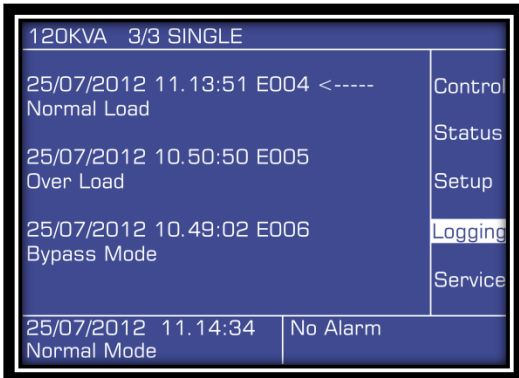 120KVA 3/3 SINGLE
25/07/2012 11.13:51 E004 <-----
Normal Load
25/07/2012 10.50:50 E005
Over Load
25/07/2012 10.49:02 E006
Bypass Mode
Control
Status
Setup
Logging
Service
25/07/2012 11.14:34
Normal Mode
No Alarm